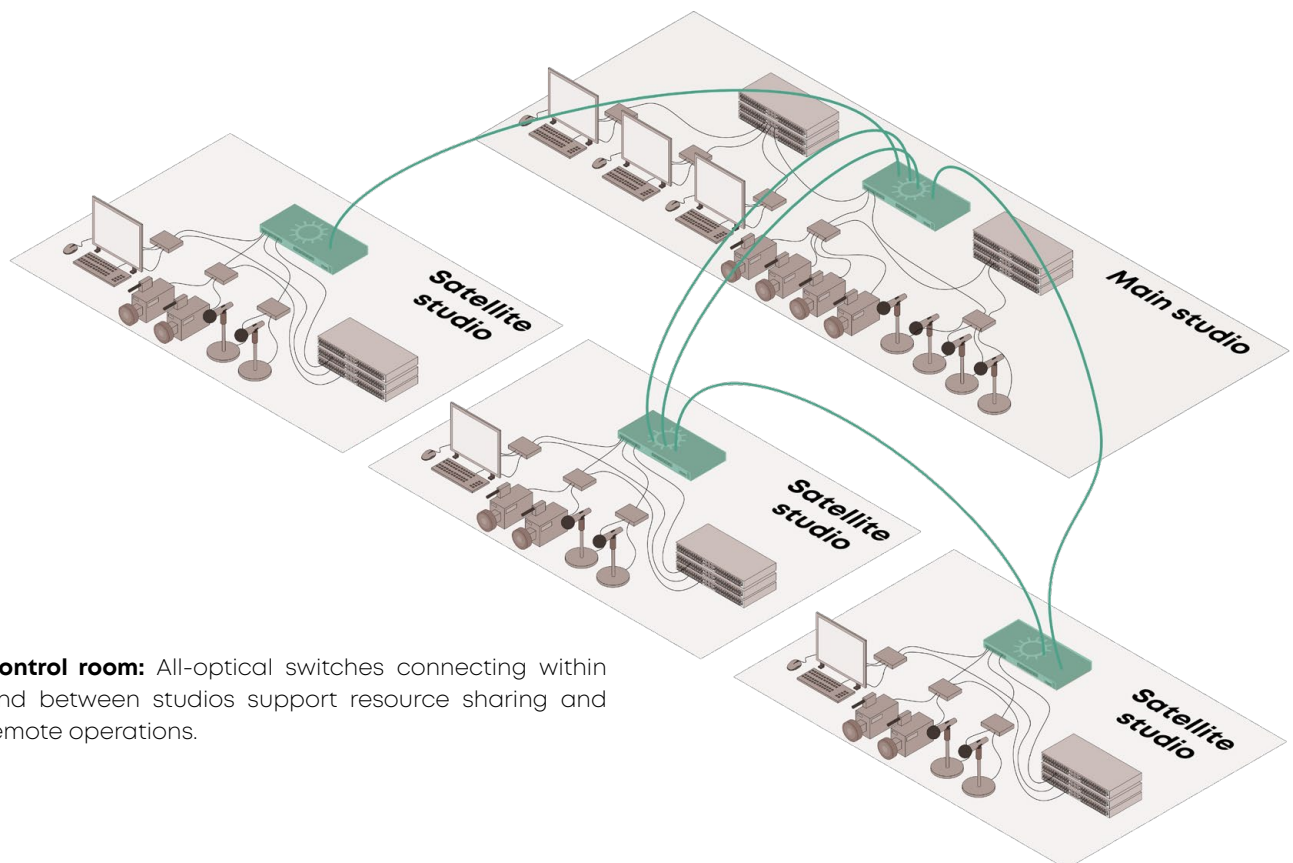 Satellite
studio
Main studio
Satellite
studio
Satellite
studio
ontrol room: All-optical switches connecting within
nd between studios support resource sharing and
emote operations.